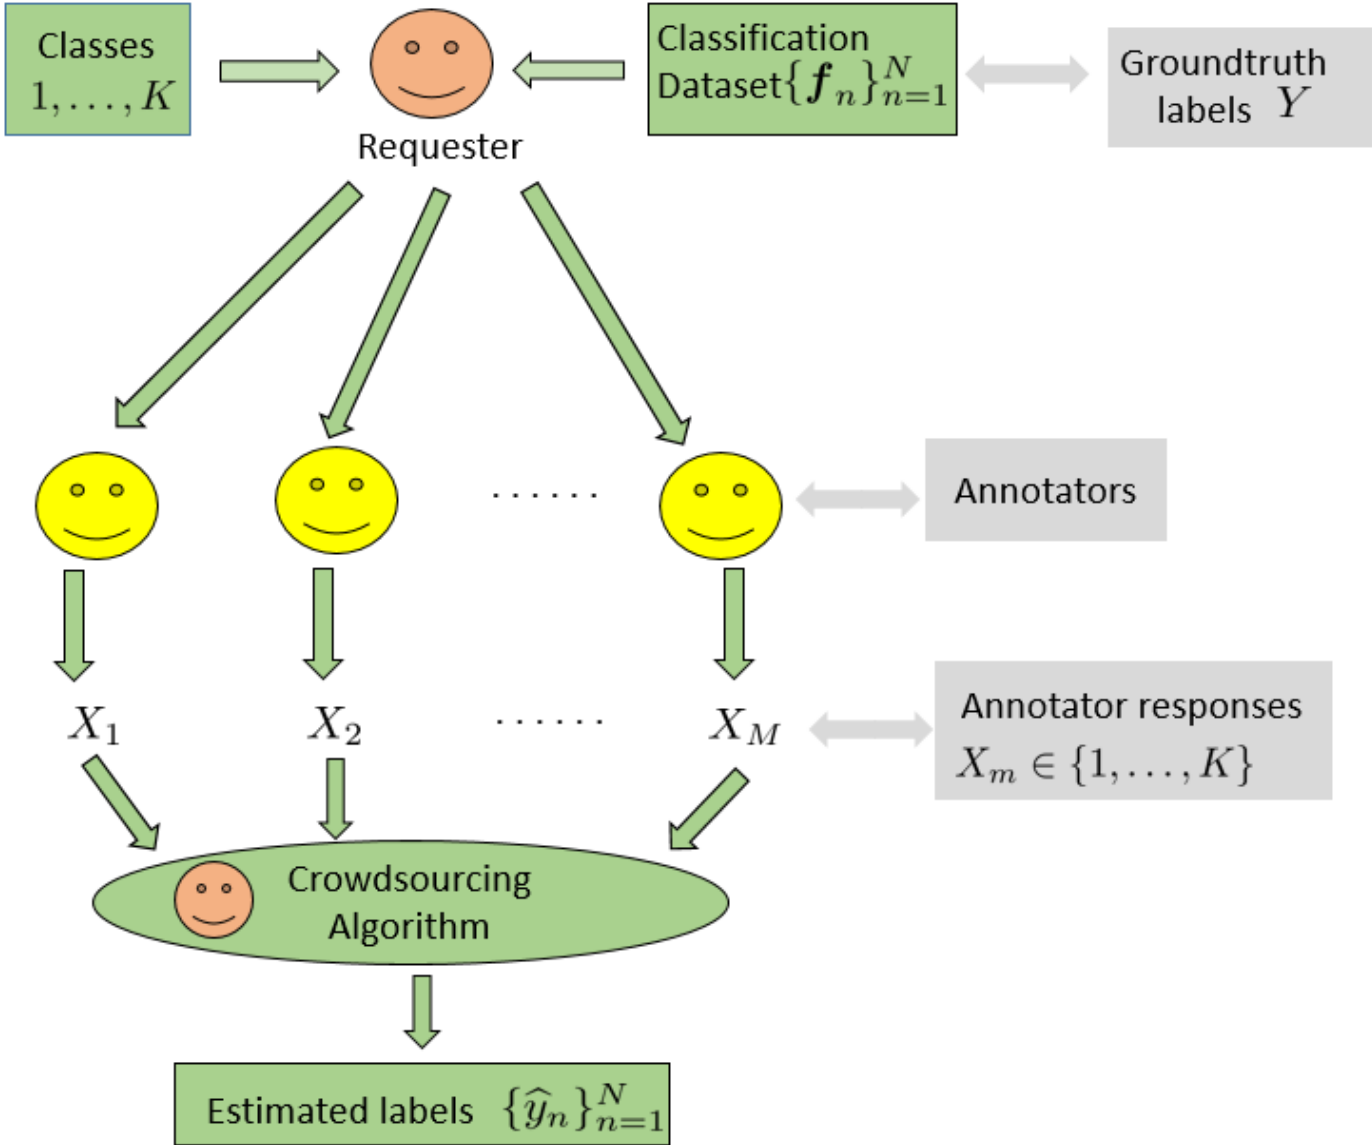 Classes
1, . . . , K
Requester
Classification
Dataset {f_n}_{n=1}^N
Groundtruth
labels Y
. . . . . .
Annotators
X_1
X_2
. . . . . .
X_M
Annotator responses
X_m ∈ {1, . . . , K}
Crowdsourcing
Algorithm
Estimated labels {ŷ_n}_{n=1}^N